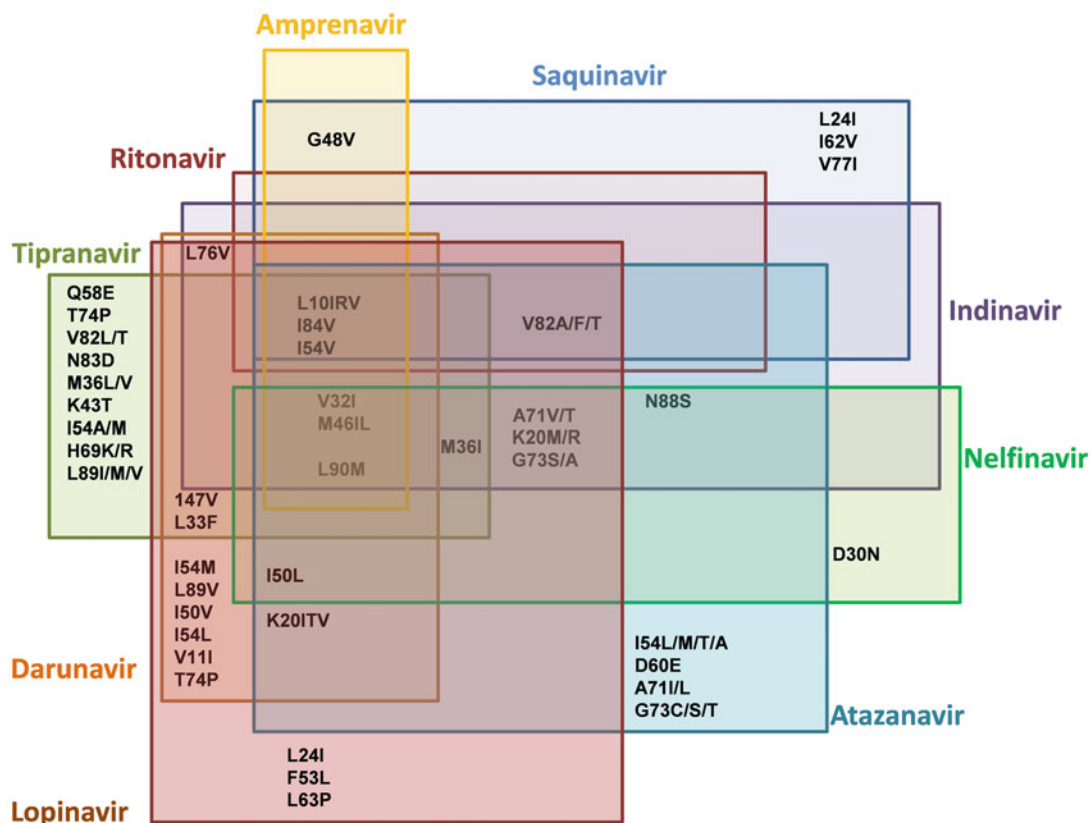 Amprenavir
Saquinavir
L24I
I62V
V77I
G48V
Ritonavir
Tipranavir
L76V
Q58E
T74P
V82L/T
N83D
M36L/V
K43T
I54A/M
H69K/R
L89I/M/V
L10IRV
I84V
I54V
V82A/F/T
Indinavir
V32I
M46IL
L90M
M36I
A71V/T
K20M/R
G73S/A
N88S
Nelfinavir
147V
L33F
D30N
I54M
L89V
I50V
I54L
V11I
T74P
I50L
K20ITV
Darunavir
I54L/M/T/A
D60E
A71I/L
G73C/S/T
Atazanavir
L24I
F53L
L63P
Lopinavir